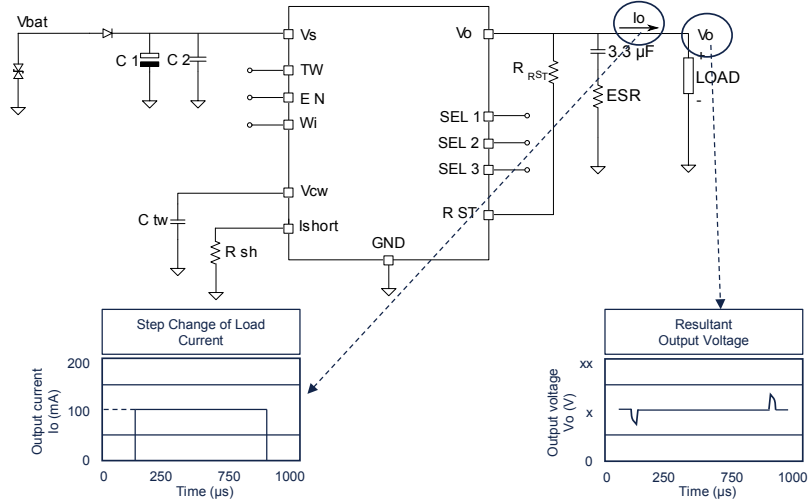 Vbat
C 1
C 2
Vs
TW
E N
Wi
Vcw
Ishort
C tw
R sh
GND
Vo
SEL 1
SEL 2
SEL 3
R ST
R RST
3.3 µF
ESR
Io
Vo
+
LOAD
-
Step Change of Load
Current
Output current
Io (mA)
200
100
0
0 250 750 1000
Time (µs)
Resultant
Output Voltage
Output voltage
Vo (V)
xx
x
0
0 250 750 1000
Time (µs)